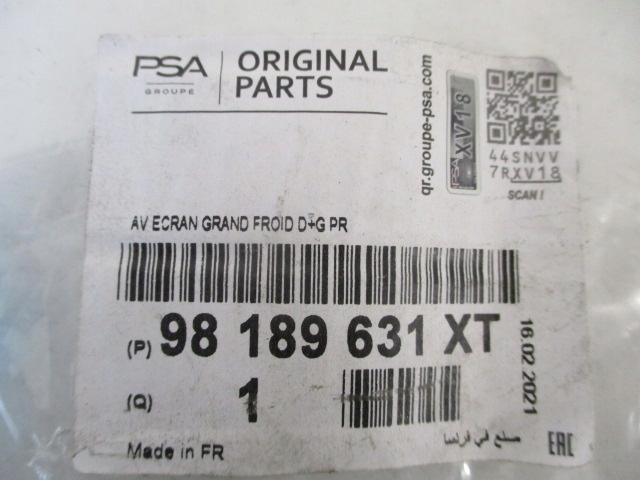 PSA
GROUPE
ORIGINAL
PARTS
qr.groupe-psa.com
PSA XV18
44SNVV
7RXV18
SCAN!
AV ECRAN GRAND FROID D+G PR
(P) 98 189 631 XT
16.02.2021
(Q) 1
Made in FR
صنع في فرنسا
EAC